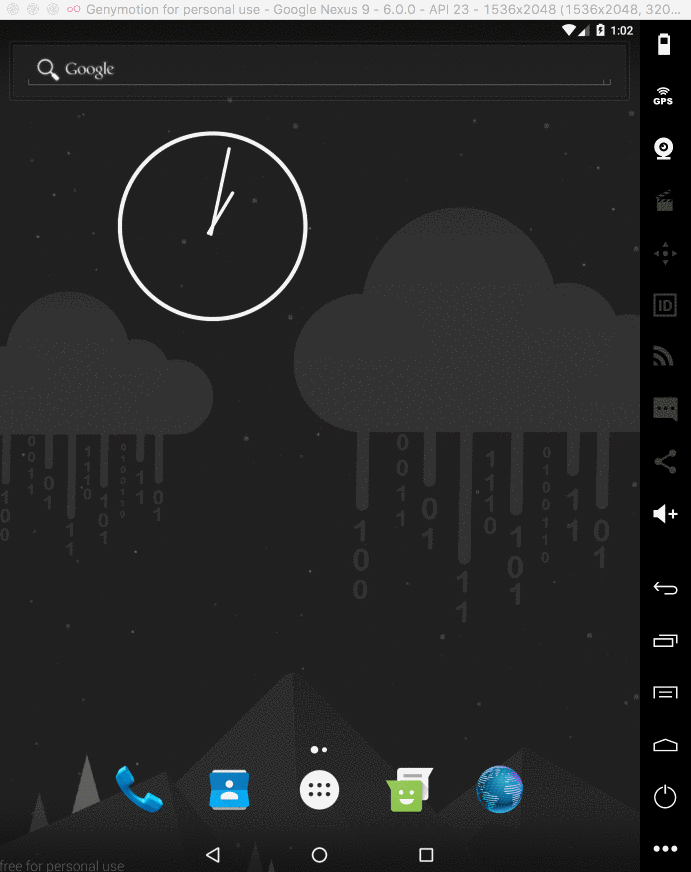 Genymotion for personal use - Google Nexus 9 - 6.0.0 - API 23 - 1536x2048 (1536x2048, 320...
1:02
Google
GPS
ID
free for personal use